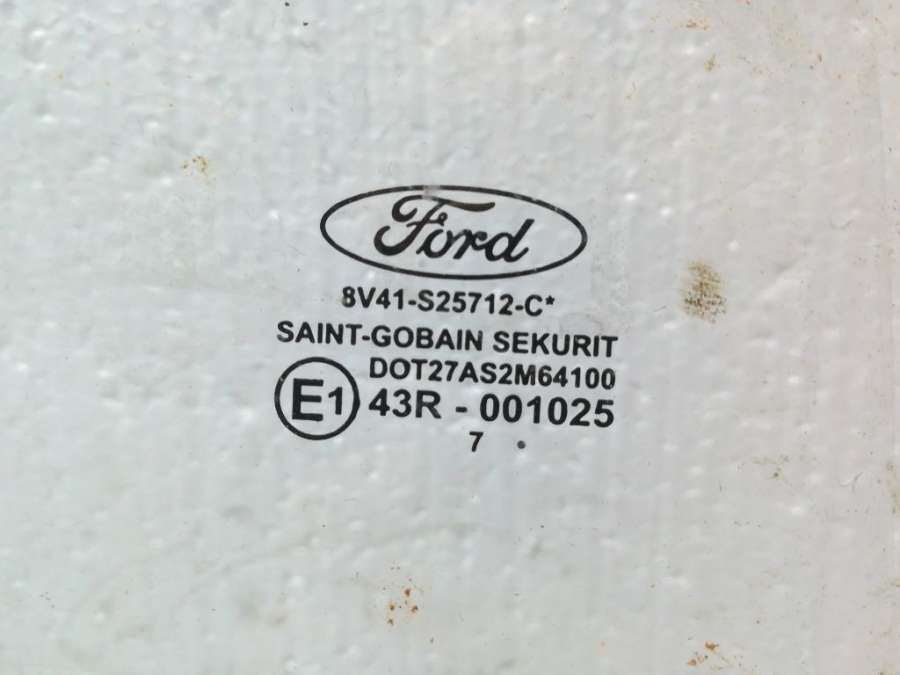 Ford
8V41-S25712-C*
SAINT-GOBAIN SEKURIT
DOT27AS2M64100
E1 43R - 001025
7 .